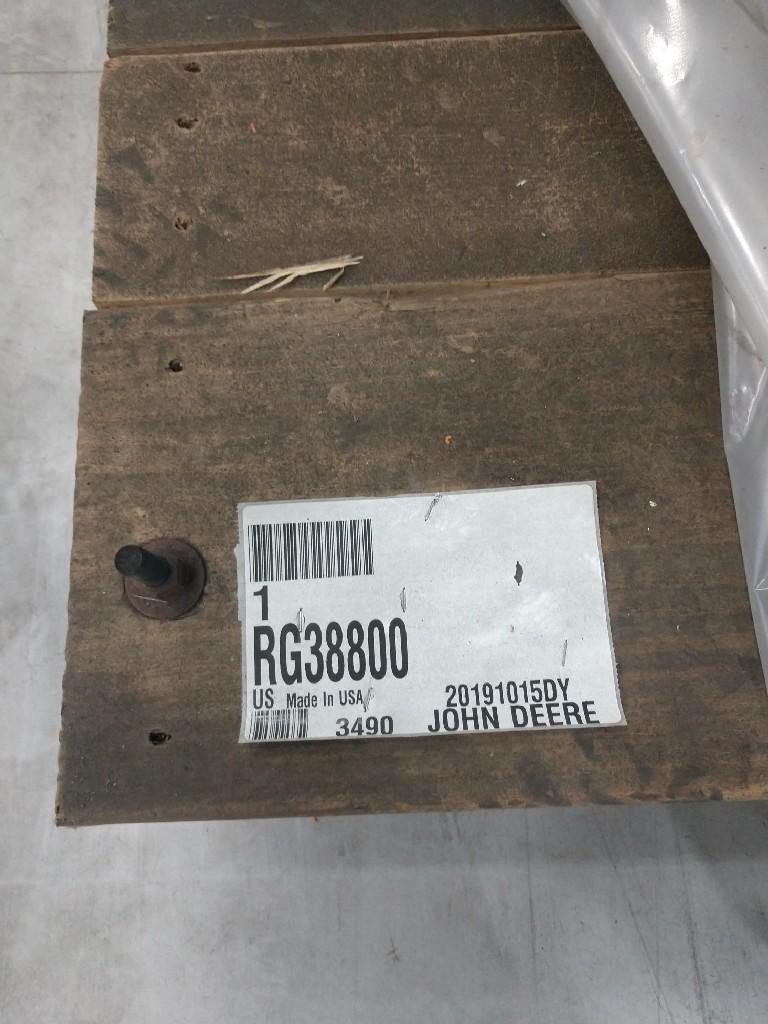 1
RG38800
US Made In USA 20191015DY
3490 JOHN DEERE